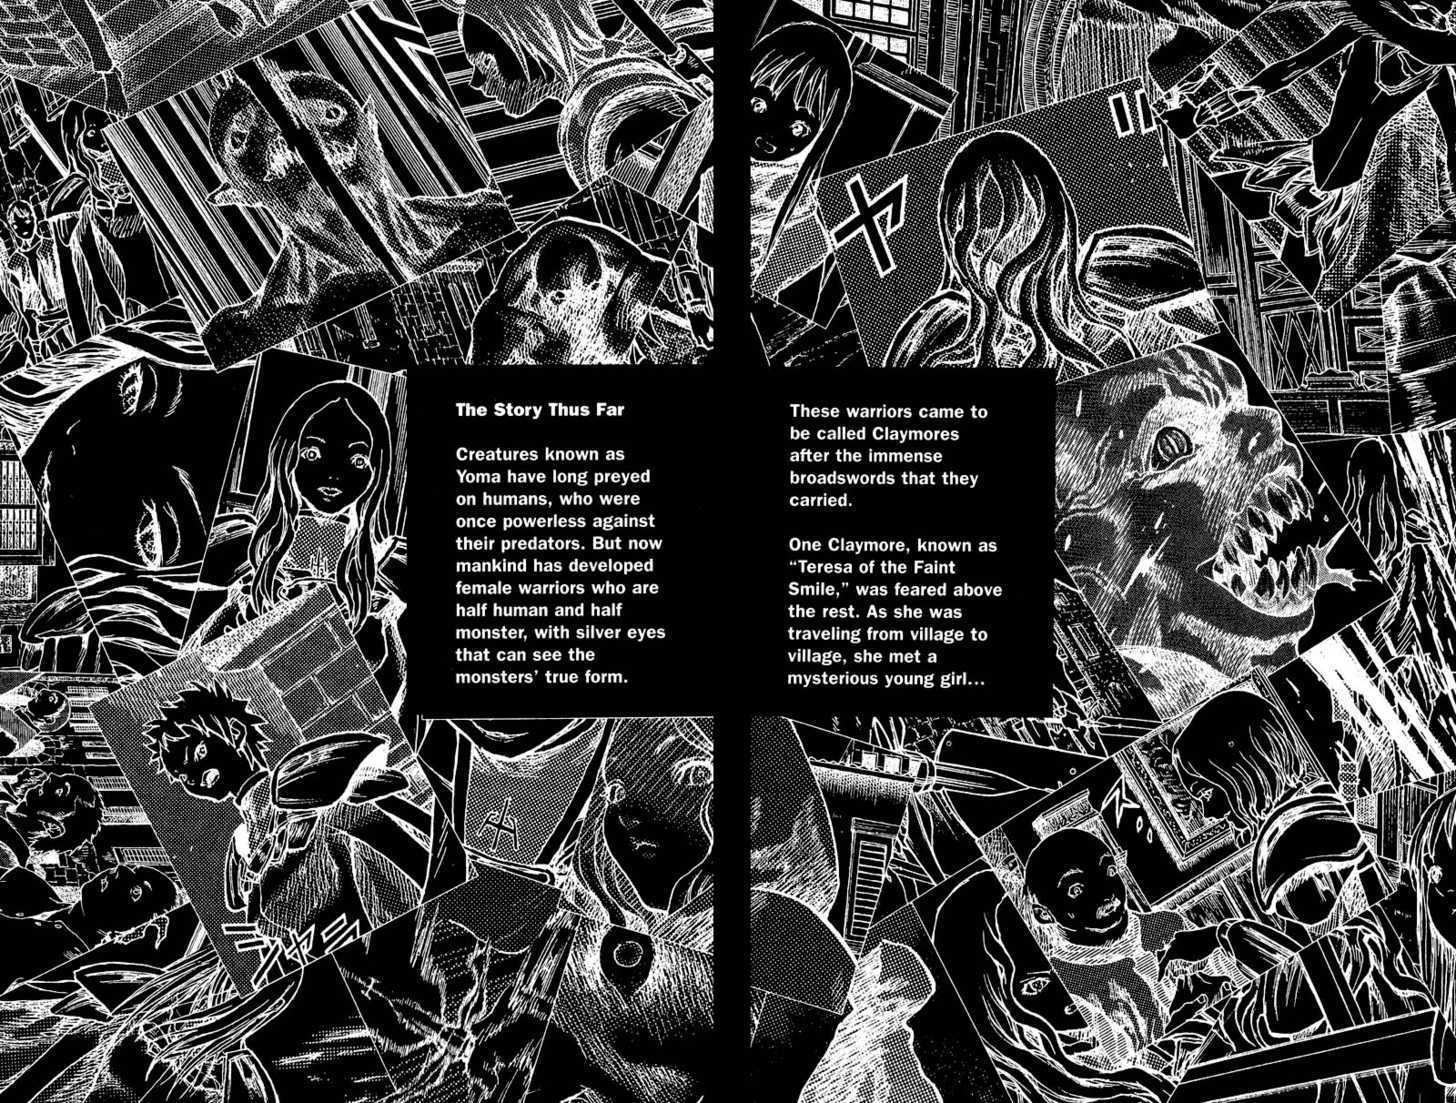 The Story Thus Far
Creatures known as
Yoma have long preyed
on humans, who were
once powerless against
their predators. But now
mankind has developed
female warriors who are
half human and half
monster, with silver eyes
that can see the
monsters' true form.
These warriors came to
be called Claymores
after the immense
broadswords that they
carried.
One Claymore, known as
“Teresa of the Faint
Smile,” was feared above
the rest. As she was
traveling from village to
village, she met a
mysterious young girl...